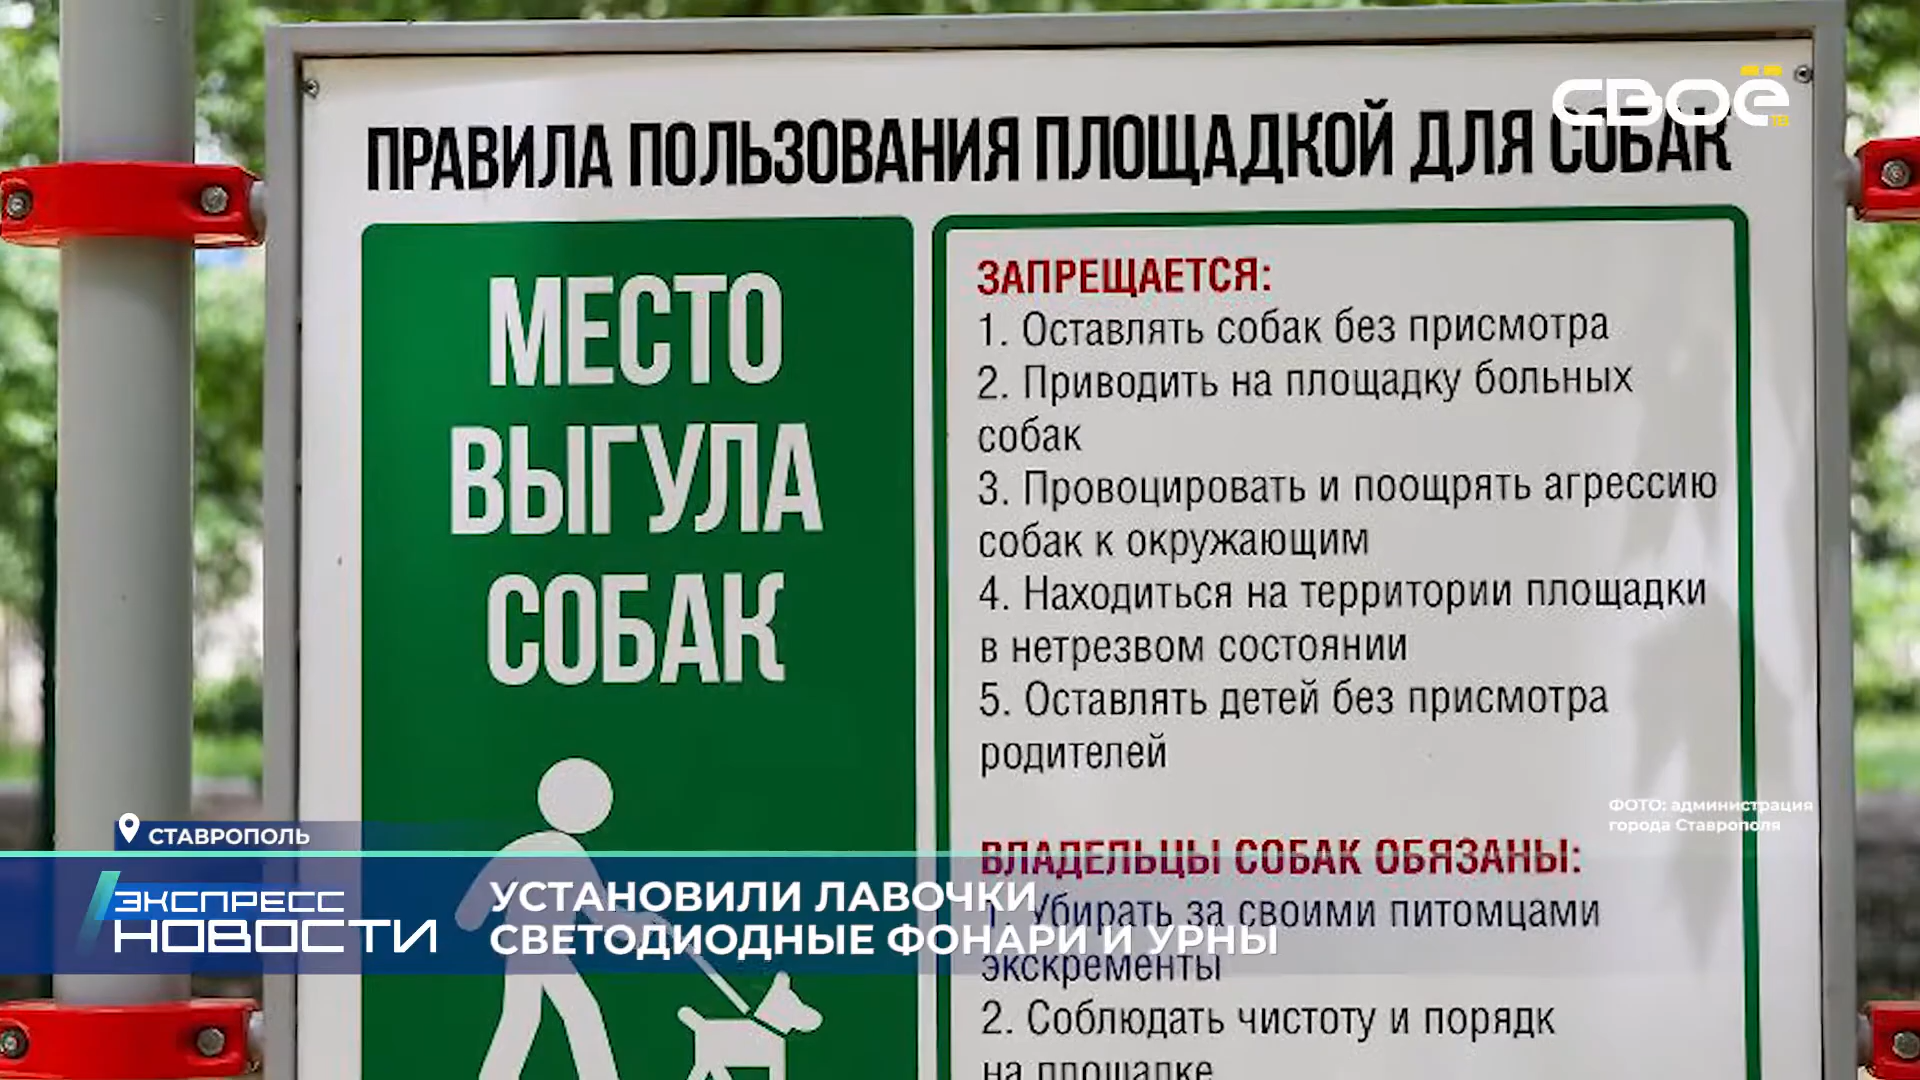 СВОЁ
ПРАВИЛА ПОЛЬЗОВАНИЯ ПЛОЩАДКОЙ ДЛЯ СОБАК
МЕСТО
ВЫГУЛА
СОБАК
ЗАПРЕЩАЕТСЯ:
1. Оставлять собак без присмотра
2. Приводить на площадку больных
собак
3. Провоцировать и поощрять агрессию
собак к окружающим
4. Находиться на территории площадки
в нетрезвом состоянии
5. Оставлять детей без присмотра
родителей
ФОТО: администрация
города Ставрополя
ВЛАДЕЛЬЦЫ СОБАК ОБЯЗАНЫ:
1. Убирать за своими питомцами
экскременты
2. Соблюдать чистоту и порядк
на площадке
СТАВРОПОЛЬ
ЭКСПРЕСС
НОВОСТИ
УСТАНОВИЛИ ЛАВОЧКИ
СВЕТОДИОДНЫЕ ФОНАРИ И УРНЫ